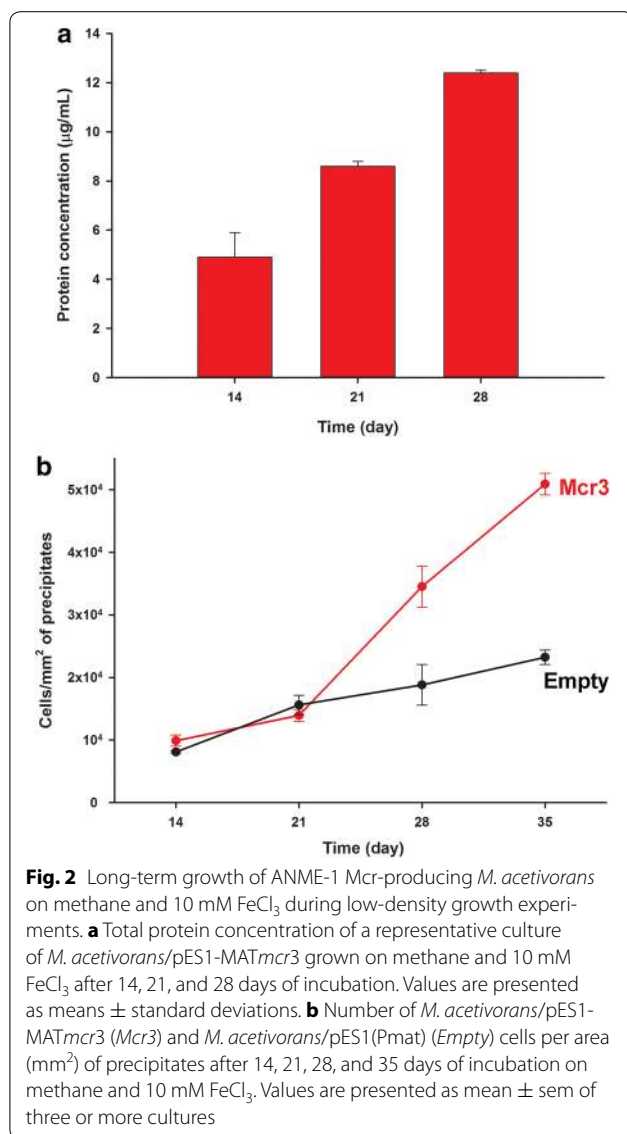 a
14
12
10
8
6
4
2
0
Protein concentration (µg/mL)
14 21 28
Time (day)
b
5x10⁴
4x10⁴
3x10⁴
2x10⁴
10⁴
0
Cells/mm² of precipitates
Mcr3
Empty
14 21 28 35
Time (day)
Fig. 2 Long-term growth of ANME-1 Mcr-producing M. acetivorans
on methane and 10 mM FeCl₃ during low-density growth experi-
ments. a Total protein concentration of a representative culture
of M. acetivorans/pES1-MATmcr3 grown on methane and 10 mM
FeCl₃ after 14, 21, and 28 days of incubation. Values are presented
as means ± standard deviations. b Number of M. acetivorans/pES1-
MATmcr3 (Mcr3) and M. acetivorans/pES1(Pmat) (Empty) cells per area
(mm²) of precipitates after 14, 21, 28, and 35 days of incubation on
methane and 10 mM FeCl₃. Values are presented as mean ± sem of
three or more cultures